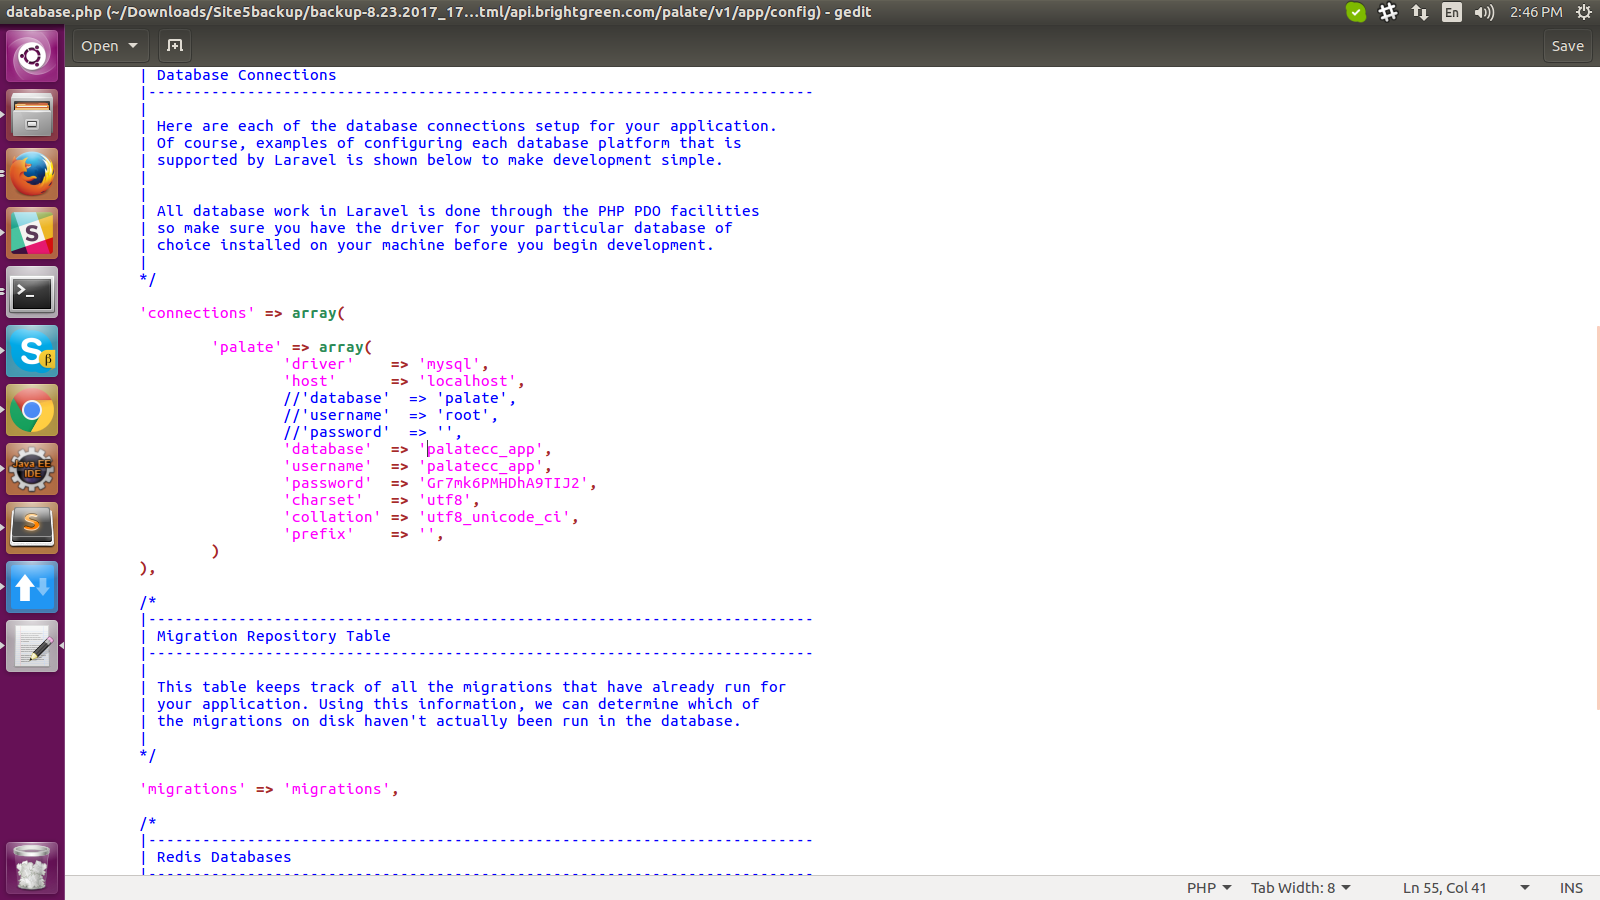 database.php (~/Downloads/Site5backup/backup-8.23.2017_17...tml/api.brightgreen.com/palate/v1/app/config) - gedit
En
2:46 PM
Open
Save
| Database Connections
|--------------------------------------------------------------------------
|
| Here are each of the database connections setup for your application.
| Of course, examples of configuring each database platform that is
| supported by Laravel is shown below to make development simple.
|
|
| All database work in Laravel is done through the PHP PDO facilities
| so make sure you have the driver for your particular database of
| choice installed on your machine before you begin development.
|
*/
'connections' => array(
'palate' => array(
'driver'    => 'mysql',
'host'      => 'localhost',
//'database'  => 'palate',
//'username'  => 'root',
//'password'  => '',
'database'  => 'palatecc_app',
'username'  => 'palatecc_app',
'password'  => 'Gr7mk6PMHDhA9TIJ2',
'charset'   => 'utf8',
'collation' => 'utf8_unicode_ci',
'prefix'    => '',
)
),
/*
|--------------------------------------------------------------------------
| Migration Repository Table
|--------------------------------------------------------------------------
|
| This table keeps track of all the migrations that have already run for
| your application. Using this information, we can determine which of
| the migrations on disk haven't actually been run in the database.
|
*/
'migrations' => 'migrations',
/*
|--------------------------------------------------------------------------
| Redis Databases
|--------------------------------------------------------------------------
PHP
Tab Width: 8
Ln 55, Col 41
INS
S
>_
S
β
Java EE
IDE
S